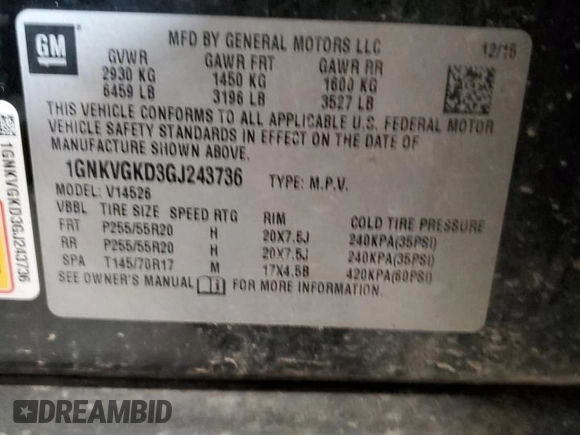 GM
MFD BY GENERAL MOTORS LLC 12/15
GVWR GAWR FRT GAWR RR
2930 KG 1450 KG 1600 KG
6459 LB 3196 LB 3527 LB
THIS VEHICLE CONFORMS TO ALL APPLICABLE U.S. FEDERAL MOTOR
VEHICLE SAFETY STANDARDS IN EFFECT ON THE DATE OF
MANUFACTURE SHOWN ABOVE.
1GNKVGKD3GJ243736 TYPE: M.P.V.
MODEL: V14526
VBBL TIRE SIZE SPEED RTG RIM COLD TIRE PRESSURE
FRT P255/55R20 H 20X7.5J 240KPA(35PSI)
RR P255/55R20 H 20X7.5J 240KPA(35PSI)
SPA T145/70R17 M 17X4.5B 420KPA(60PSI)
SEE OWNER'S MANUAL FOR MORE INFORMATION.
1GNKVGKD3GJ243736
DREAMBID